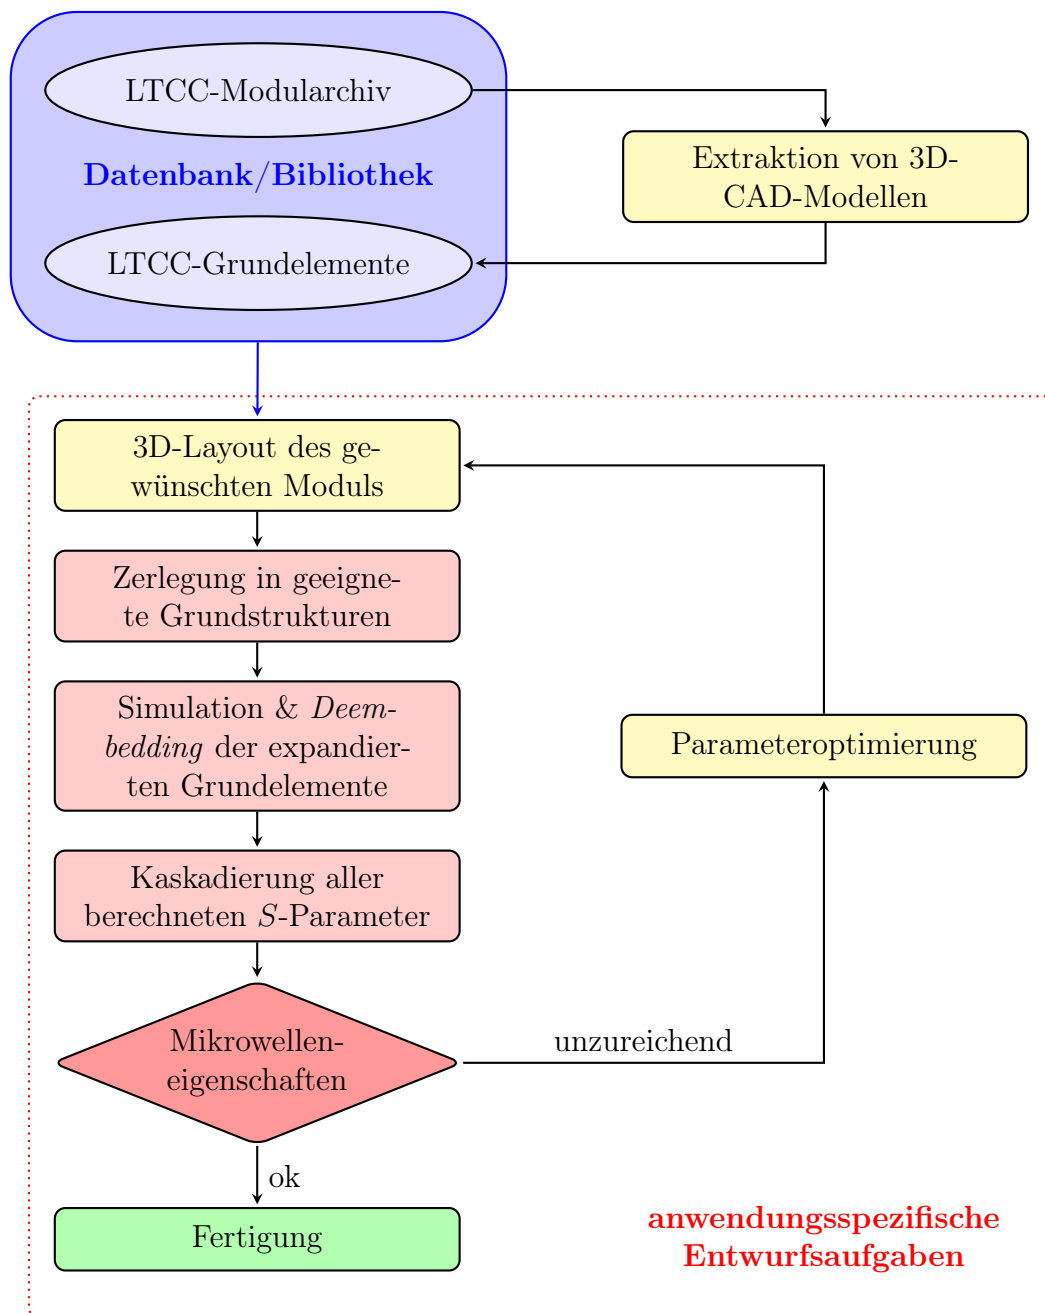 LTCC-Modularchiv
Datenbank/Bibliothek
LTCC-Grundelemente
Extraktion von 3D-
CAD-Modellen
3D-Layout des ge-
wünschten Moduls
Zerlegung in geeigne-
te Grundstrukturen
Simulation & Deem-
bedding der expandier-
ten Grundelemente
Kaskadierung aller
berechneten S-Parameter
Mikrowellen-
eigenschaften
unzureichend
Parameteroptimierung
ok
Fertigung
anwendungsspezifische
Entwurfsaufgaben